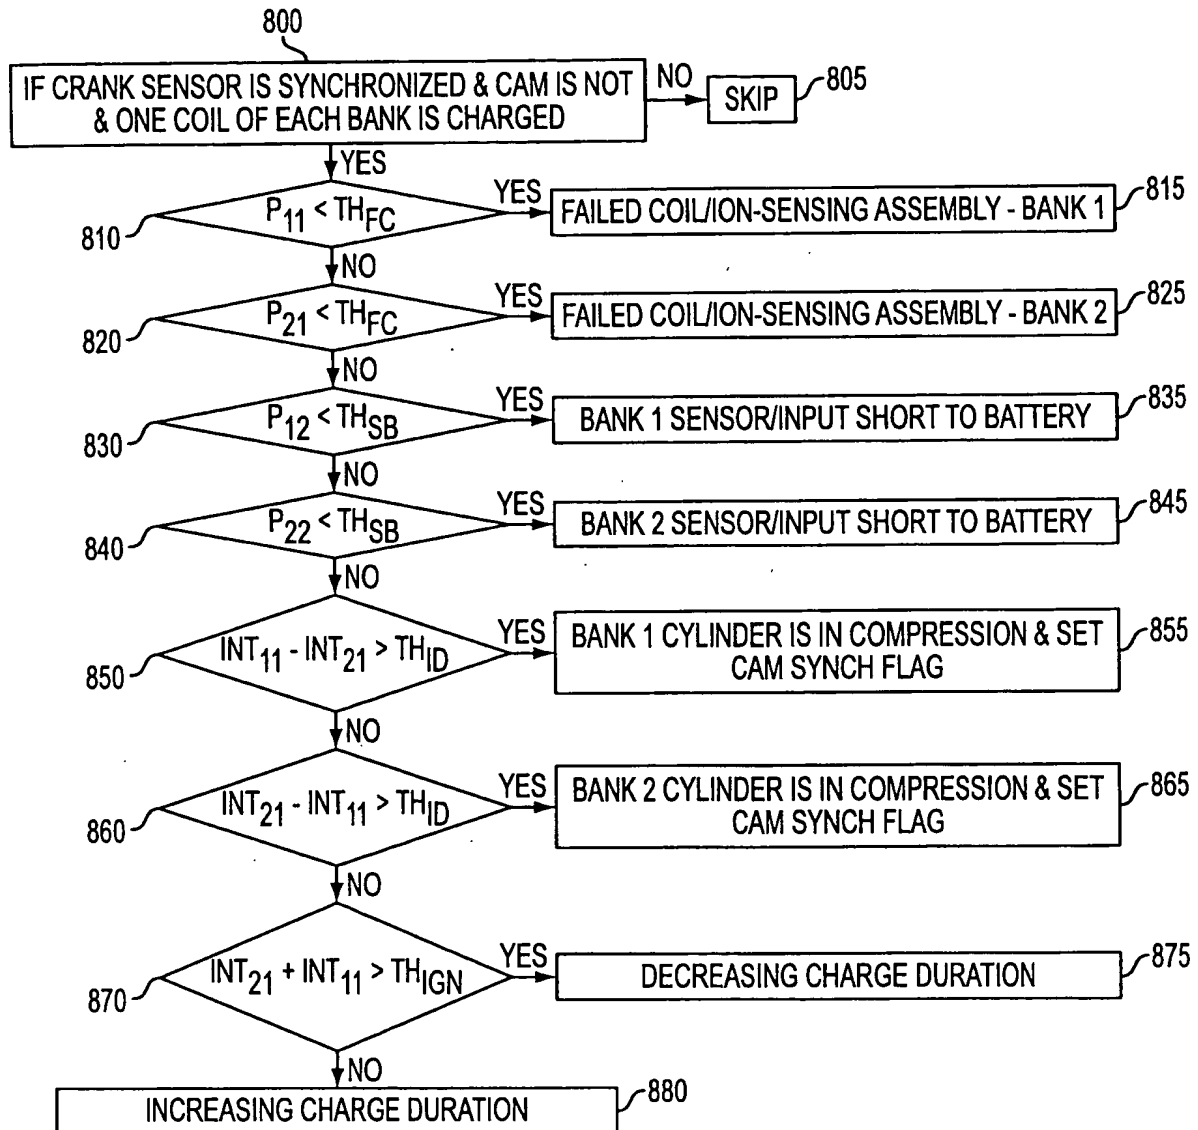 800
IF CRANK SENSOR IS SYNCHRONIZED & CAM IS NOT
& ONE COIL OF EACH BANK IS CHARGED
NO
SKIP
805
YES
P11 < THFC
810
YES
FAILED COIL/ION-SENSING ASSEMBLY - BANK 1
815
NO
P21 < THFC
820
YES
FAILED COIL/ION-SENSING ASSEMBLY - BANK 2
825
NO
P12 < THSB
830
YES
BANK 1 SENSOR/INPUT SHORT TO BATTERY
835
NO
P22 < THSB
840
YES
BANK 2 SENSOR/INPUT SHORT TO BATTERY
845
NO
INT11 - INT21 > THID
850
YES
BANK 1 CYLINDER IS IN COMPRESSION & SET
CAM SYNCH FLAG
855
NO
INT21 - INT11 > THID
860
YES
BANK 2 CYLINDER IS IN COMPRESSION & SET
CAM SYNCH FLAG
865
NO
INT21 + INT11 > THIGN
870
YES
DECREASING CHARGE DURATION
875
NO
INCREASING CHARGE DURATION
880